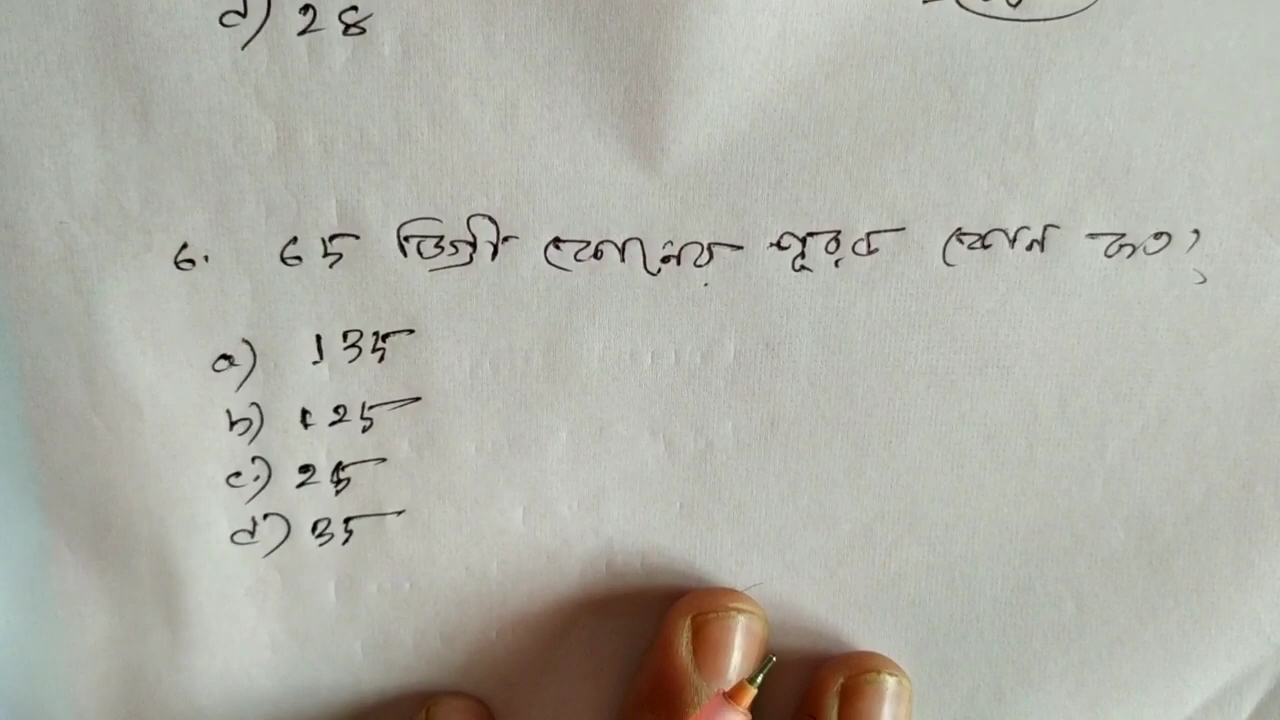 d) 28
6. 65 ডিগ্রী কোনের পূরক কোন কত?
a) 135
b) 125
c) 25
d) 35